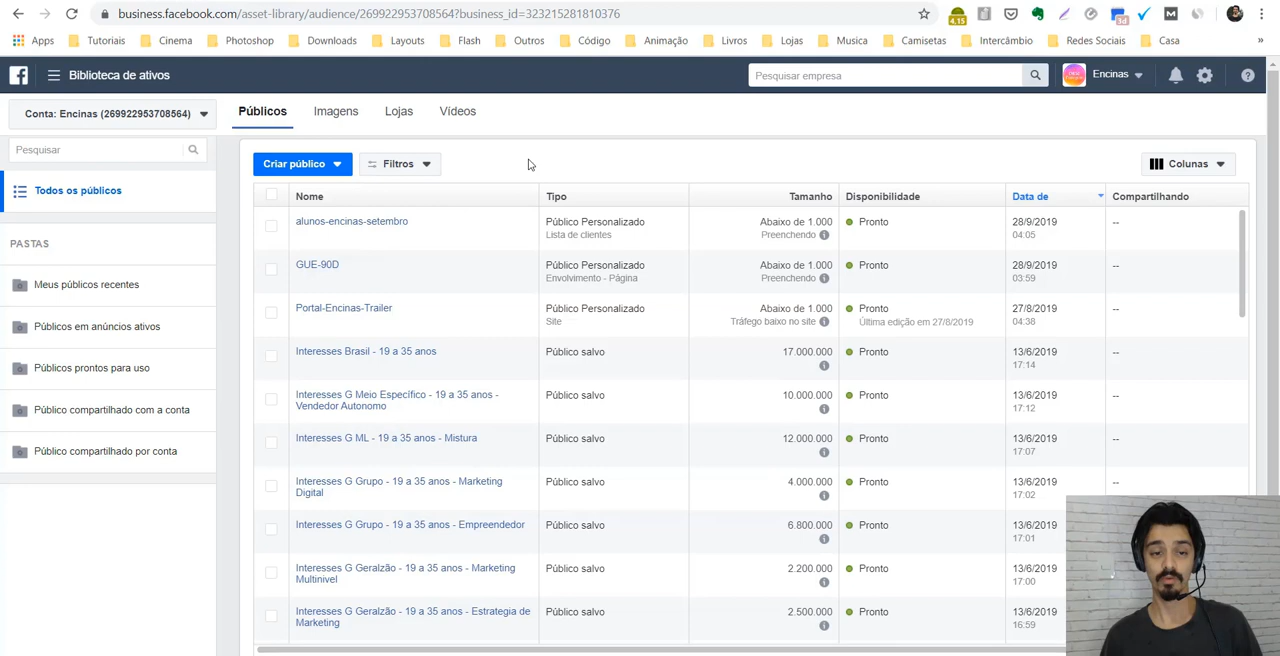 business.facebook.com/asset-library/audience/269922953708564?business_id=323215281810376
4.15
3d
M
Apps Tutoriais Cinema Photoshop Downloads Layouts Flash Outros Código Animação Livros Lojas Musica Camisetas Intercâmbio Redes Sociais Casa »
Biblioteca de ativos
Pesquisar empresa
Encinas
Conta: Encinas (269922953708564)
Públicos Imagens Lojas Vídeos
Pesquisar
Criar público Filtros Colunas
Todos os públicos
PASTAS
Meus públicos recentes
Públicos em anúncios ativos
Públicos prontos para uso
Público compartilhado com a conta
Público compartilhado por conta
Nome Tipo Tamanho Disponibilidade Data de Compartilhando
alunos-encinas-setembro Público Personalizado Abaixo de 1.000 Pronto 28/9/2019 --
Lista de clientes Preenchendo 04:05
GUE-90D Público Personalizado Abaixo de 1.000 Pronto 28/9/2019 --
Envolvimento - Página Preenchendo 03:59
Portal-Encinas-Trailer Público Personalizado Abaixo de 1.000 Pronto 27/8/2019 --
Site Tráfego baixo no site Última edição em 27/8/2019 04:38
Interesses Brasil - 19 a 35 anos Público salvo 17.000.000 Pronto 13/6/2019 --
17:14
Interesses G Meio Específico - 19 a 35 anos - Público salvo 10.000.000 Pronto 13/6/2019 --
Vendedor Autonomo 17:12
Interesses G ML - 19 a 35 anos - Mistura Público salvo 12.000.000 Pronto 13/6/2019 --
17:07
Interesses G Grupo - 19 a 35 anos - Marketing Público salvo 4.000.000 Pronto 13/6/2019 --
Digital 17:02
Interesses G Grupo - 19 a 35 anos - Empreendedor Público salvo 6.800.000 Pronto 13/6/2019
17:01
Interesses G Geralzão - 19 a 35 anos - Marketing Público salvo 2.200.000 Pronto 13/6/2019
Multinivel 17:00
Interesses G Geralzão - 19 a 35 anos - Estrategia de Público salvo 2.500.000 Pronto 13/6/2019
Marketing 16:59